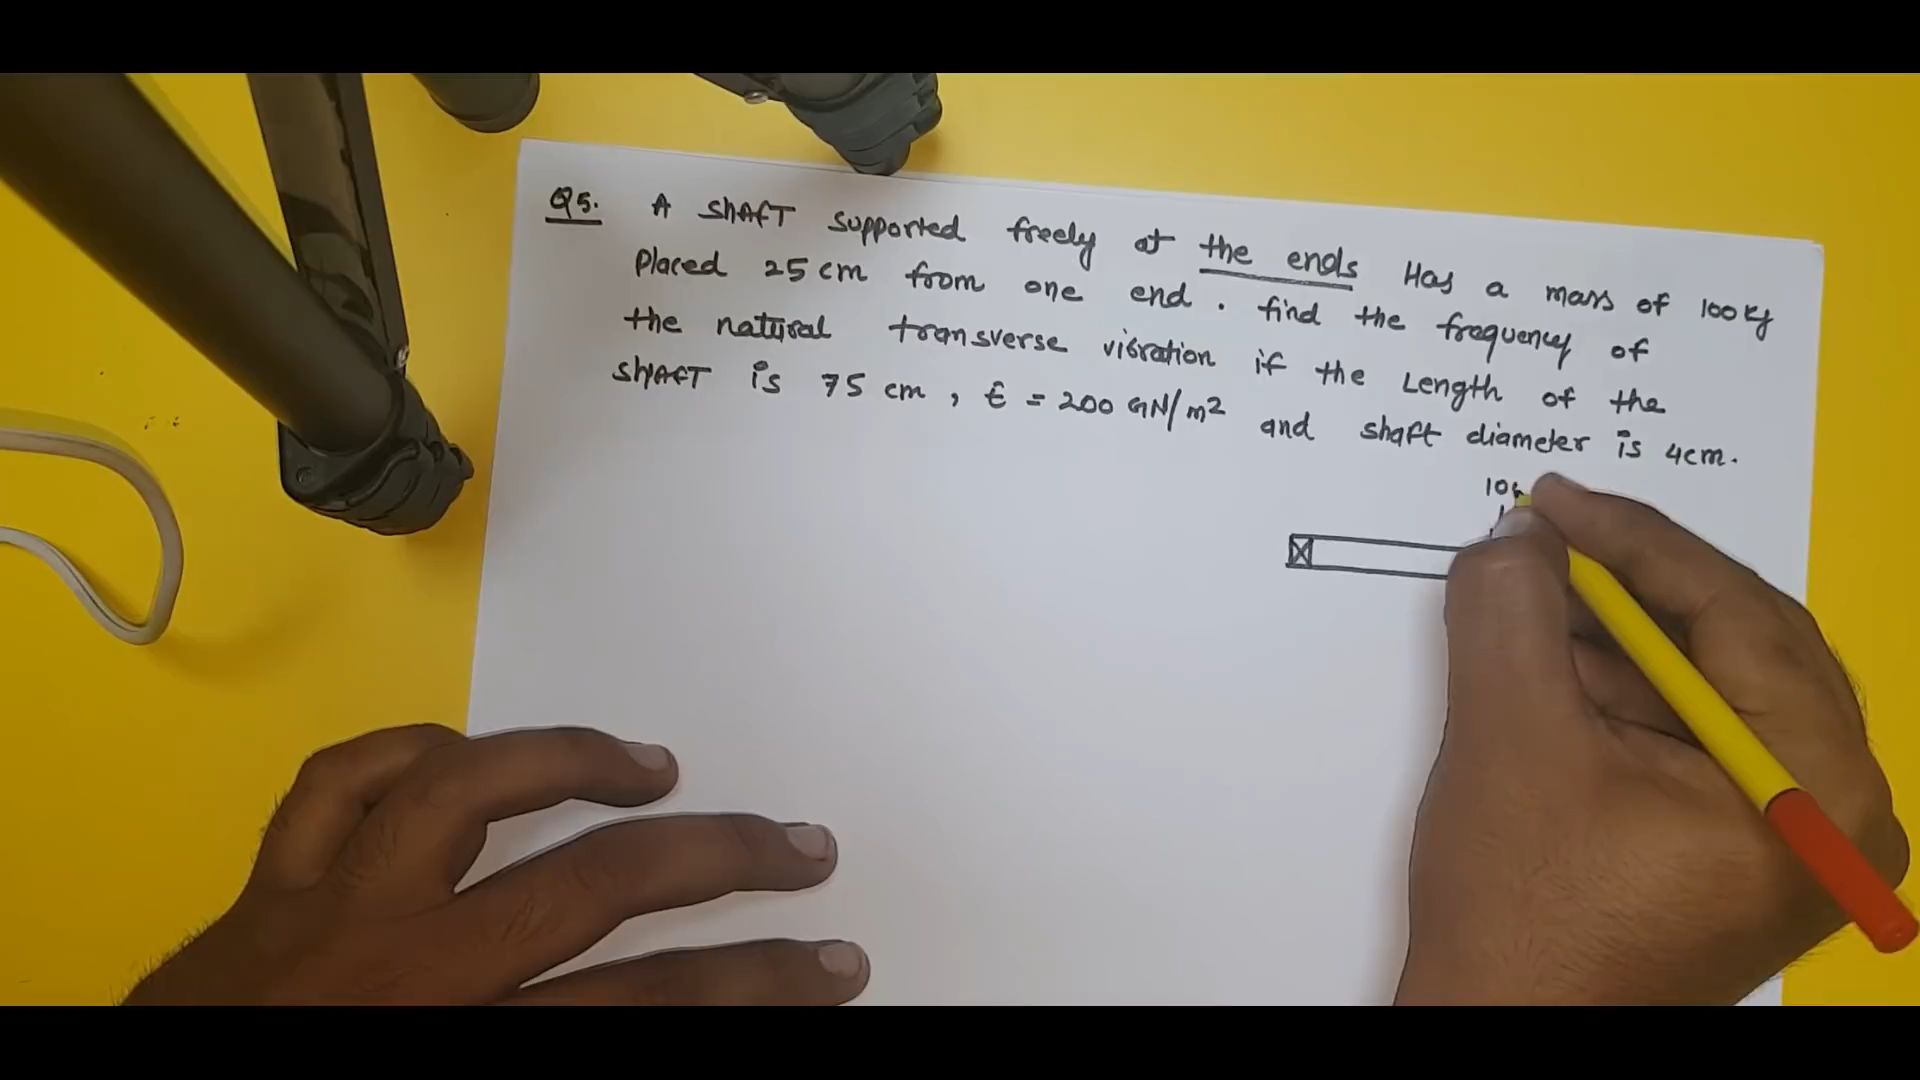 Q5. A SHAFT supported freely at the ends Has a mass of 100 kg
placed 25 cm from one end. find the frequency of
the natural transverse vibration if the Length of the
SHAFT is 75 cm, E = 200 GN/m² and shaft diameter is 4cm.
10